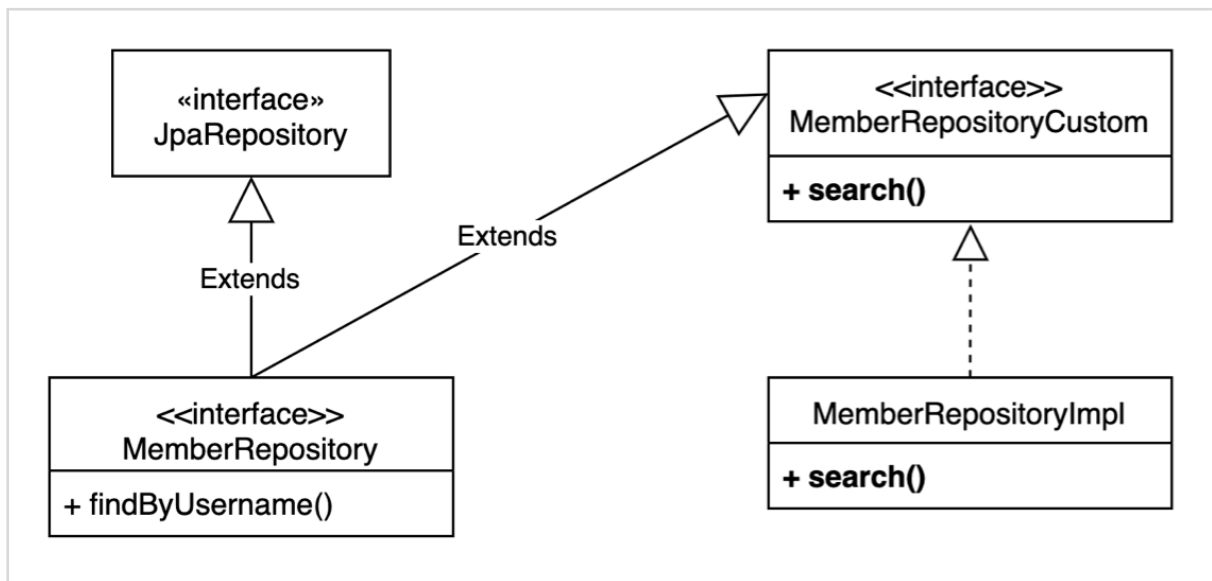 «interface»
JpaRepository
<<interface>>
MemberRepositoryCustom
+ search()
Extends
Extends
<<interface>>
MemberRepository
+ findByUsername()
MemberRepositoryImpl
+ search()